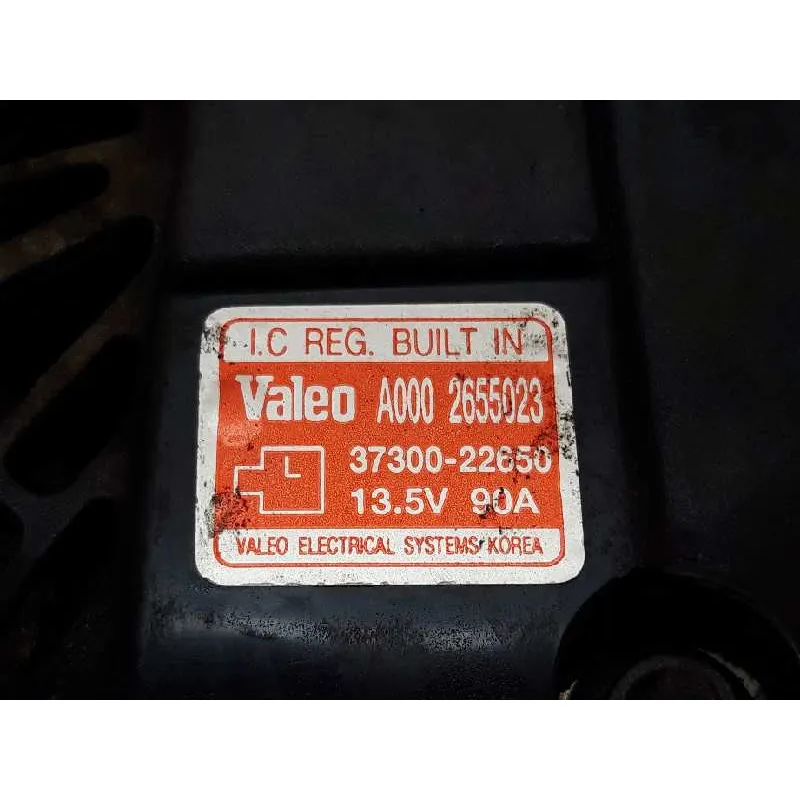 I.C REG. BUILT IN
Valeo A000 2655023
L 37300-22650
13.5V 90A
VALEO ELECTRICAL SYSTEMS KOREA